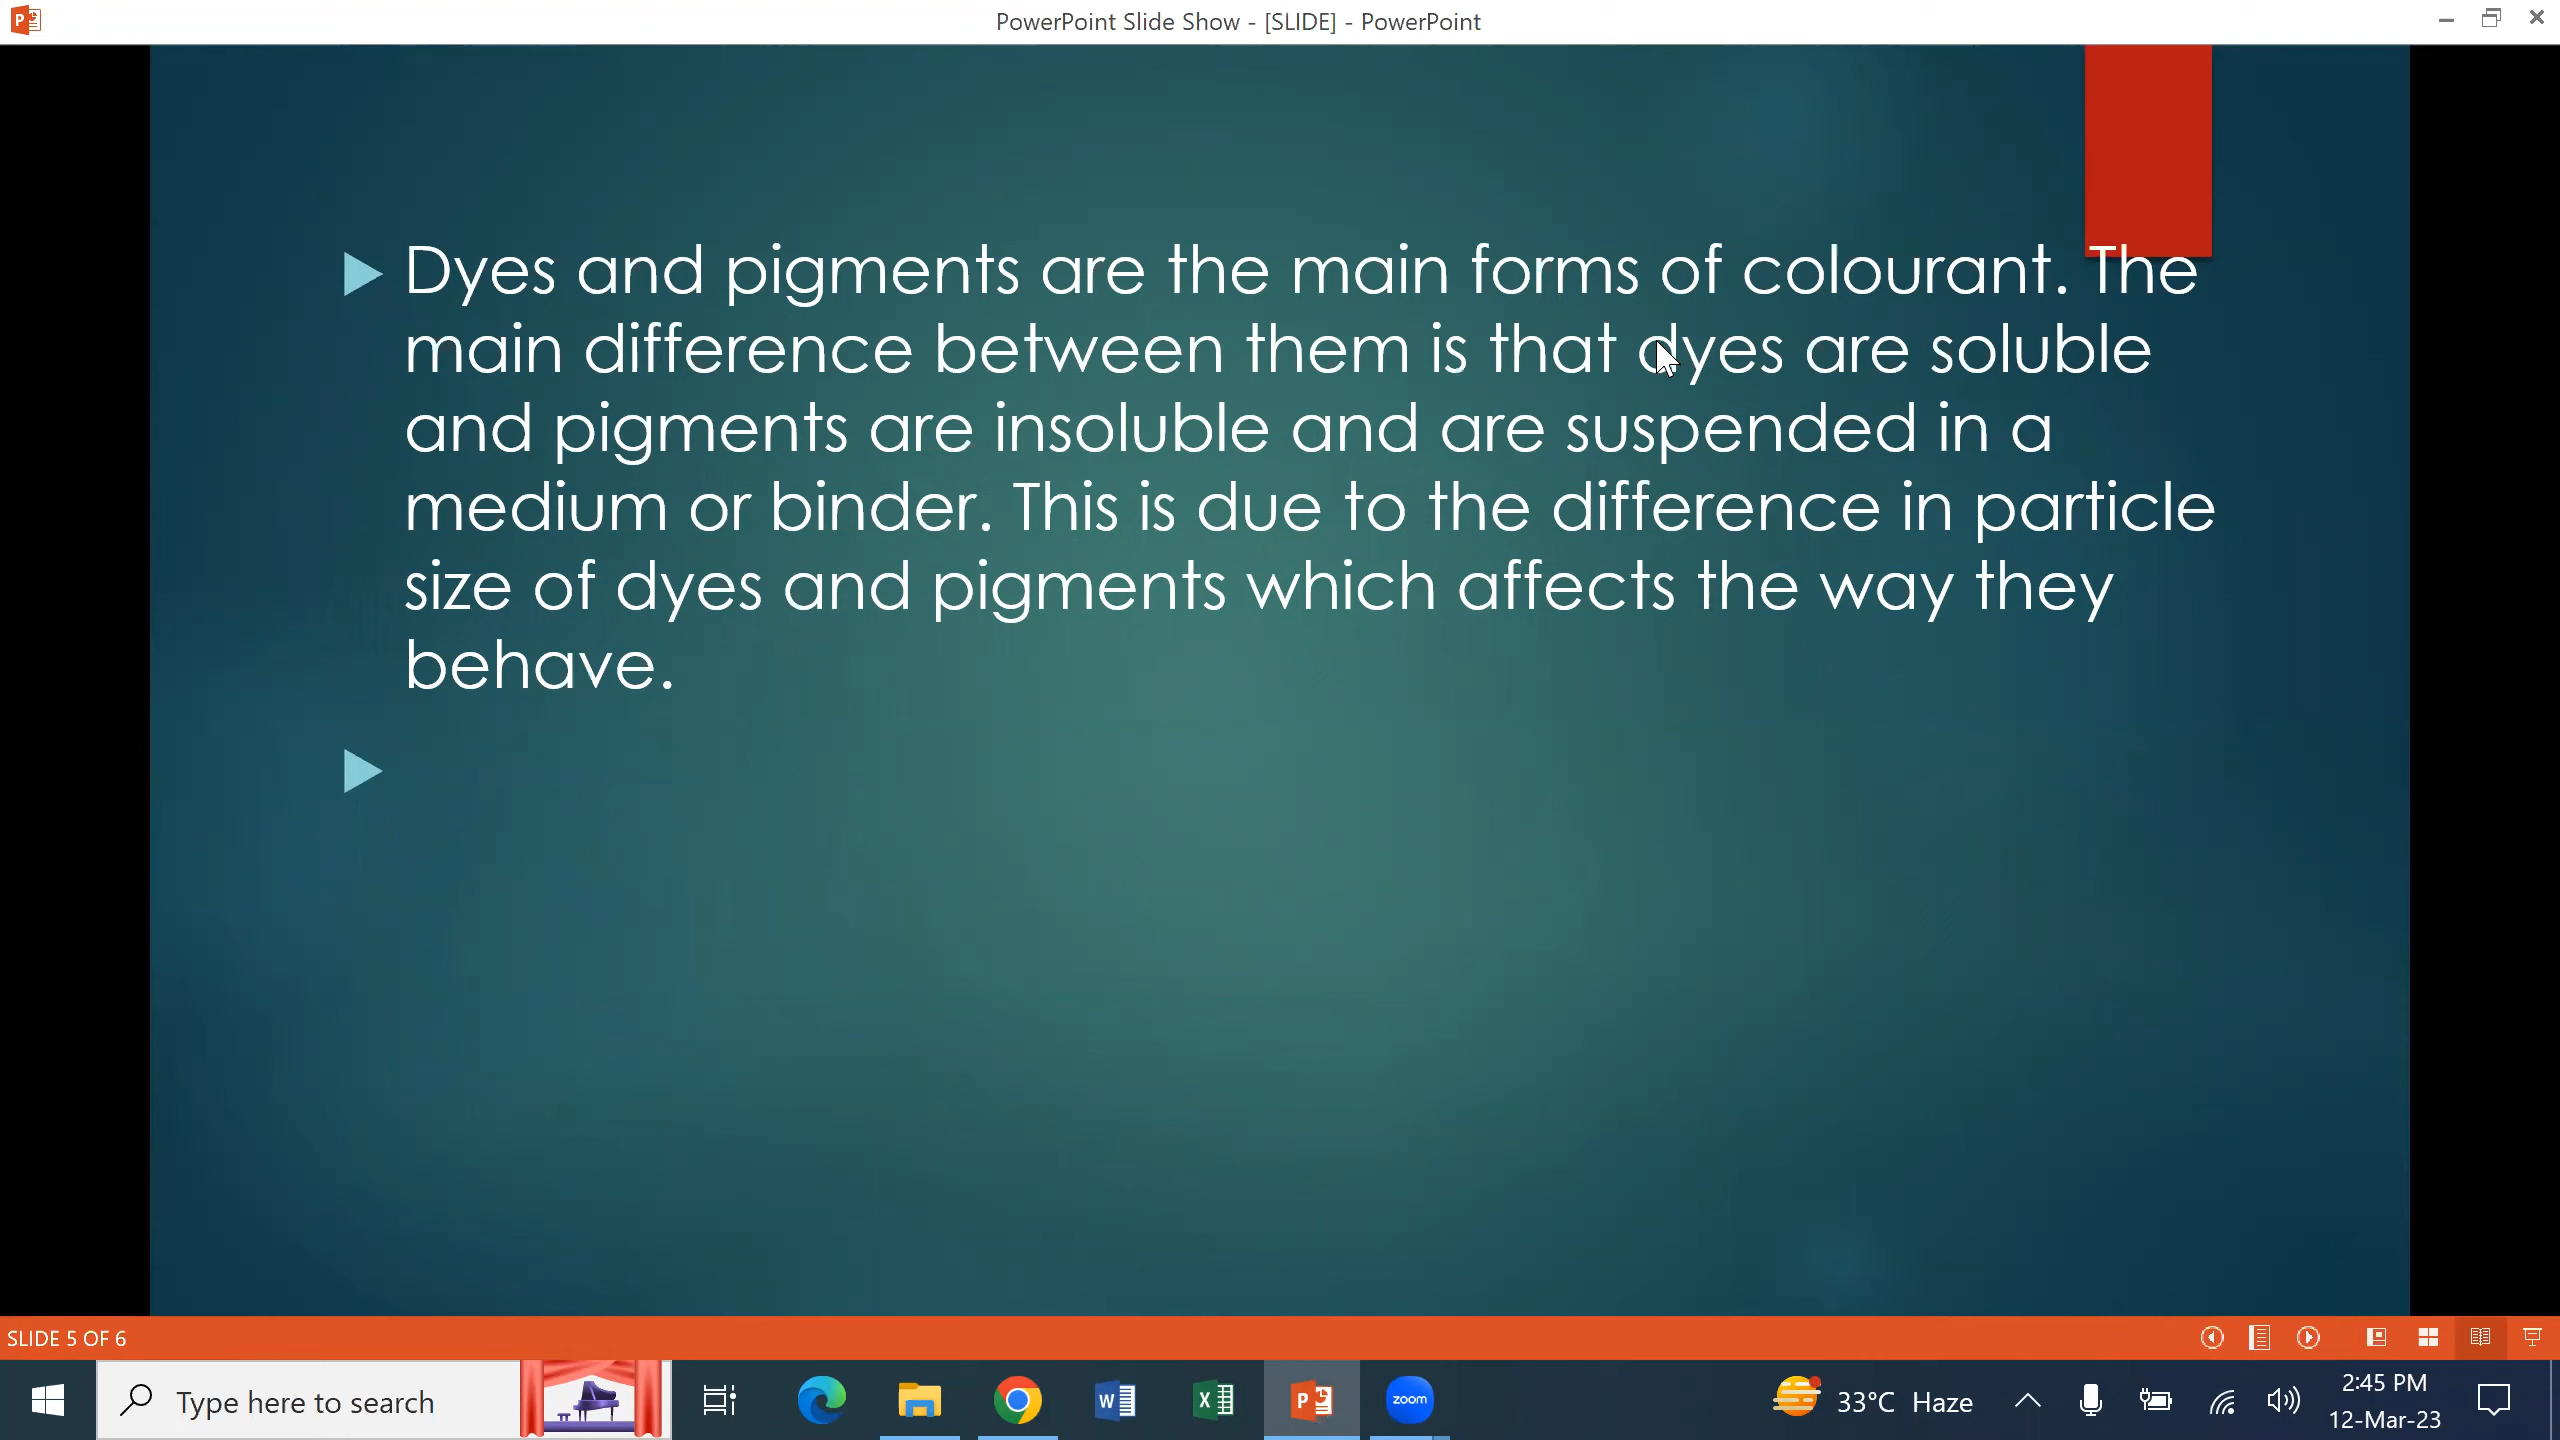 PowerPoint Slide Show - [SLIDE] - PowerPoint
Dyes and pigments are the main forms of colourant. The
main difference between them is that dyes are soluble
and pigments are insoluble and are suspended in a
medium or binder. This is due to the difference in particle
size of dyes and pigments which affects the way they
behave.
SLIDE 5 OF 6
Type here to search
zoom
33°C Haze
2:45 PM
12-Mar-23